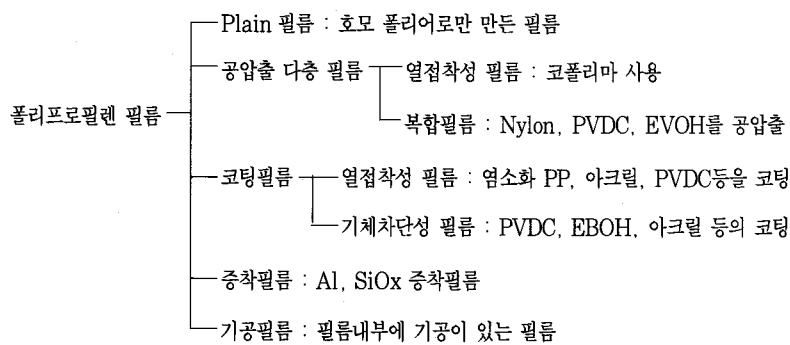 Plain 필름 : 호모 폴리어로만 만든 필름
공압출 다층 필름
열접착성 필름 : 코폴리마 사용
폴리프로필렌 필름
복합필름 : Nylon, PVDC, EVOH를 공압출
코팅필름
열접착성 필름 : 염소화 PP, 아크릴, PVDC등을 코팅
기체차단성 필름 : PVDC, EBOH, 아크릴 등의 코팅
증착필름 : Al, SiOx 증착필름
기공필름 : 필름내부에 기공이 있는 필름